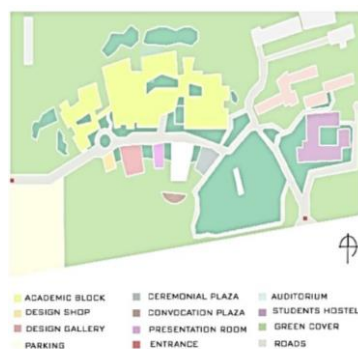 ACADEMIC BLOCK
DESIGN SHOP
DESIGN GALLERY
PARKING
CEREMONIAL PLAZA
CONVOCATION PLAZA
PRESENTATION ROOM
ENTRANCE
AUDITORIUM
STUDENTS HOSTEL
GREEN COVER
ROADS